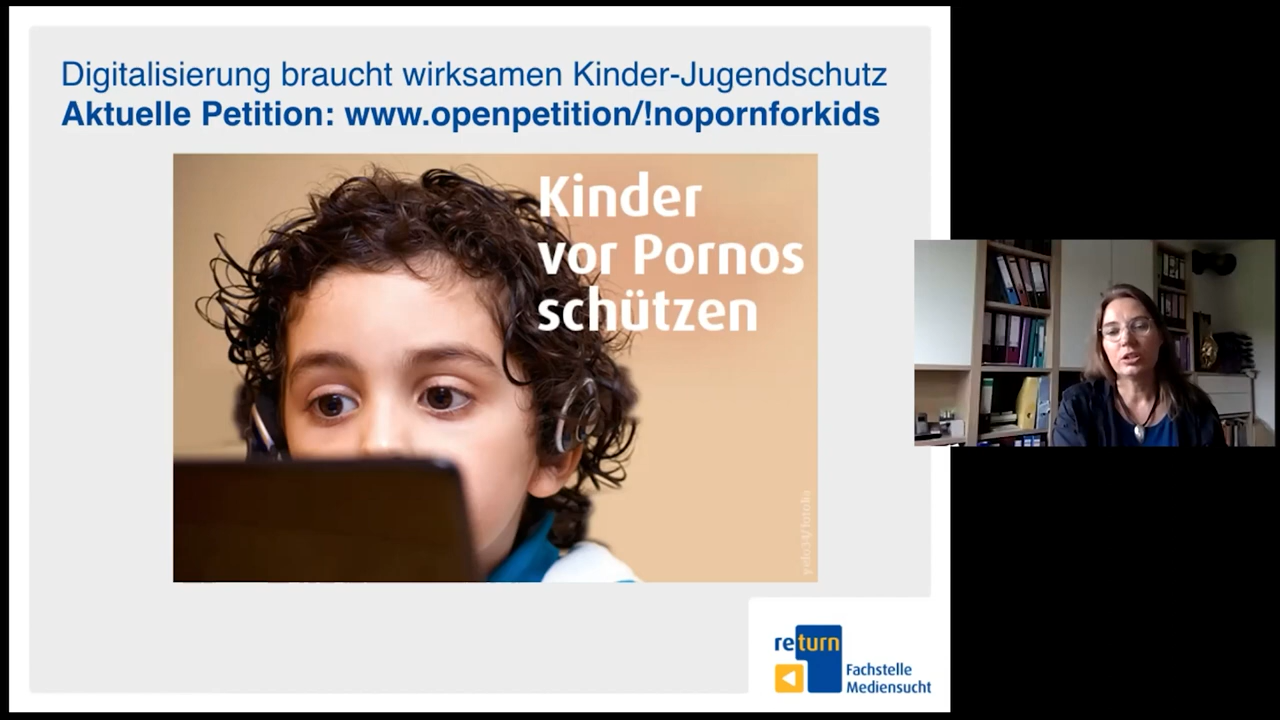 Digitalisierung braucht wirksamen Kinder-Jugendschutz
Aktuelle Petition: www.openpetition/!nopornforkids
Kinder
vor Pornos
schützen
return
Fachstelle
Mediensucht